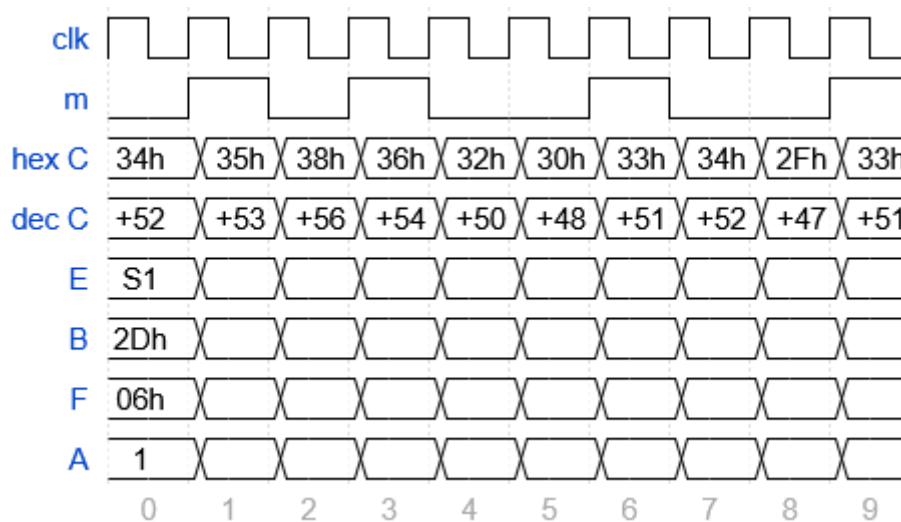 clk
m
hex C 34h 35h 38h 36h 32h 30h 33h 34h 2Fh 33h
dec C +52 +53 +56 +54 +50 +48 +51 +52 +47 +51
E S1
B 2Dh
F 06h
A 1
0 1 2 3 4 5 6 7 8 9